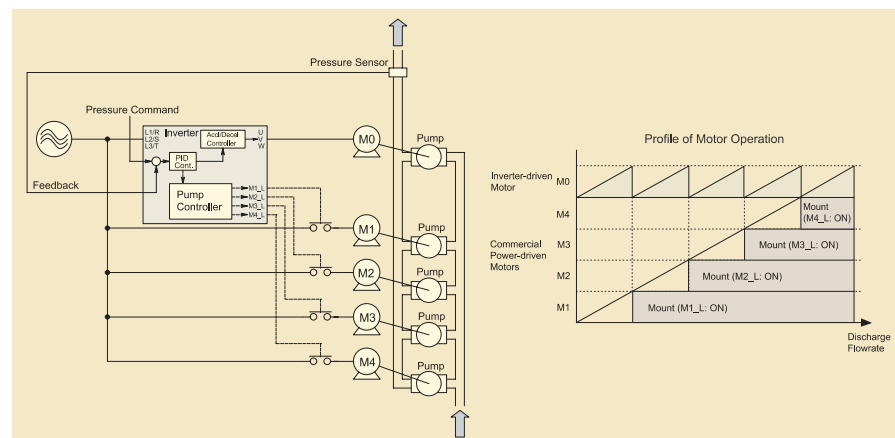 Pressure Sensor
Pressure Command
L1/R
L2/S
L3/T
Inverter
Accl/Decel
Controller
U
V
W
PID
Cont.
Feedback
Pump
Controller
M1_L
M2_L
M3_L
M4_L
M0
M1
M2
M3
M4
Pump
Pump
Pump
Pump
Pump
Profile of Motor Operation
Inverter-driven
Motor
M0
M4
Commercial
Power-driven
Motors
M3
M2
M1
Mount
(M4_L: ON)
Mount (M3_L: ON)
Mount (M2_L: ON)
Mount (M1_L: ON)
Discharge
Flowrate